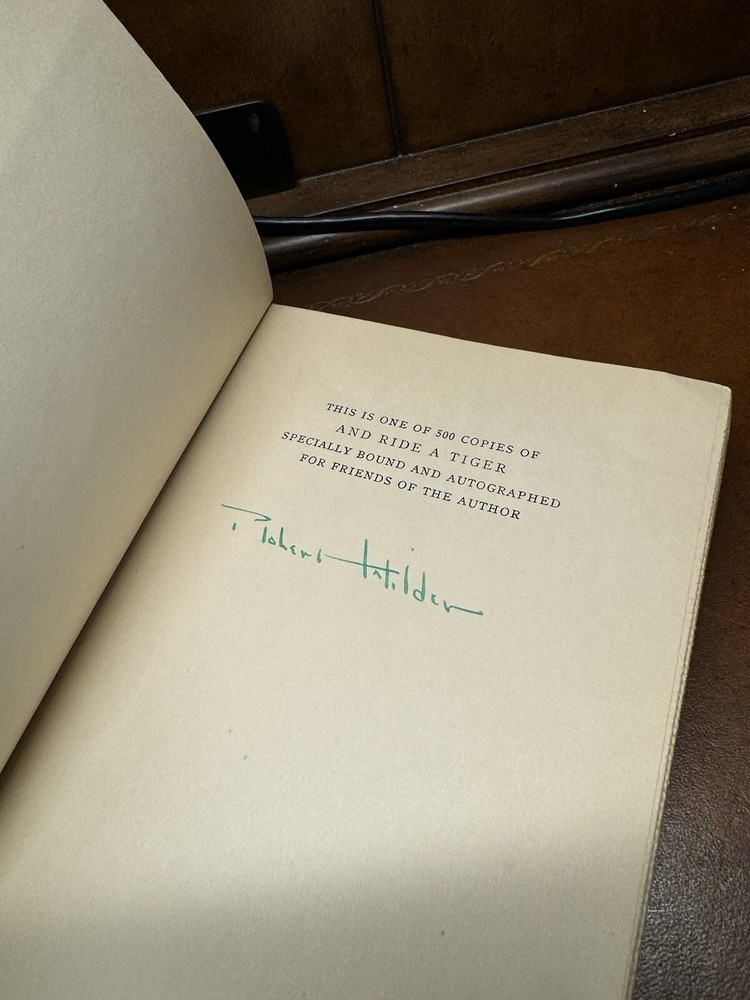 THIS IS ONE OF 500 COPIES OF
AND RIDE A TIGER
SPECIALLY BOUND AND AUTOGRAPHED
FOR FRIENDS OF THE AUTHOR
Robert Wilder